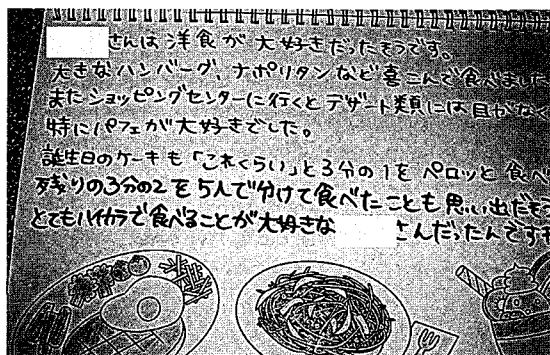 さんは洋食が大好きだったそうです。
大きなハンバーグ、ナポリタンなど喜こんで食べました
またショッピングセンターに行くとデザート類には目がなく
特にパフェが大好きでした。
誕生日のケーキも「これくらい」と3分の1をペロッと食べ
残りの3分の2を5人で分けて食べたことも思い出だそう
とてもハイカラで食べることが大好きな さんだったんですね